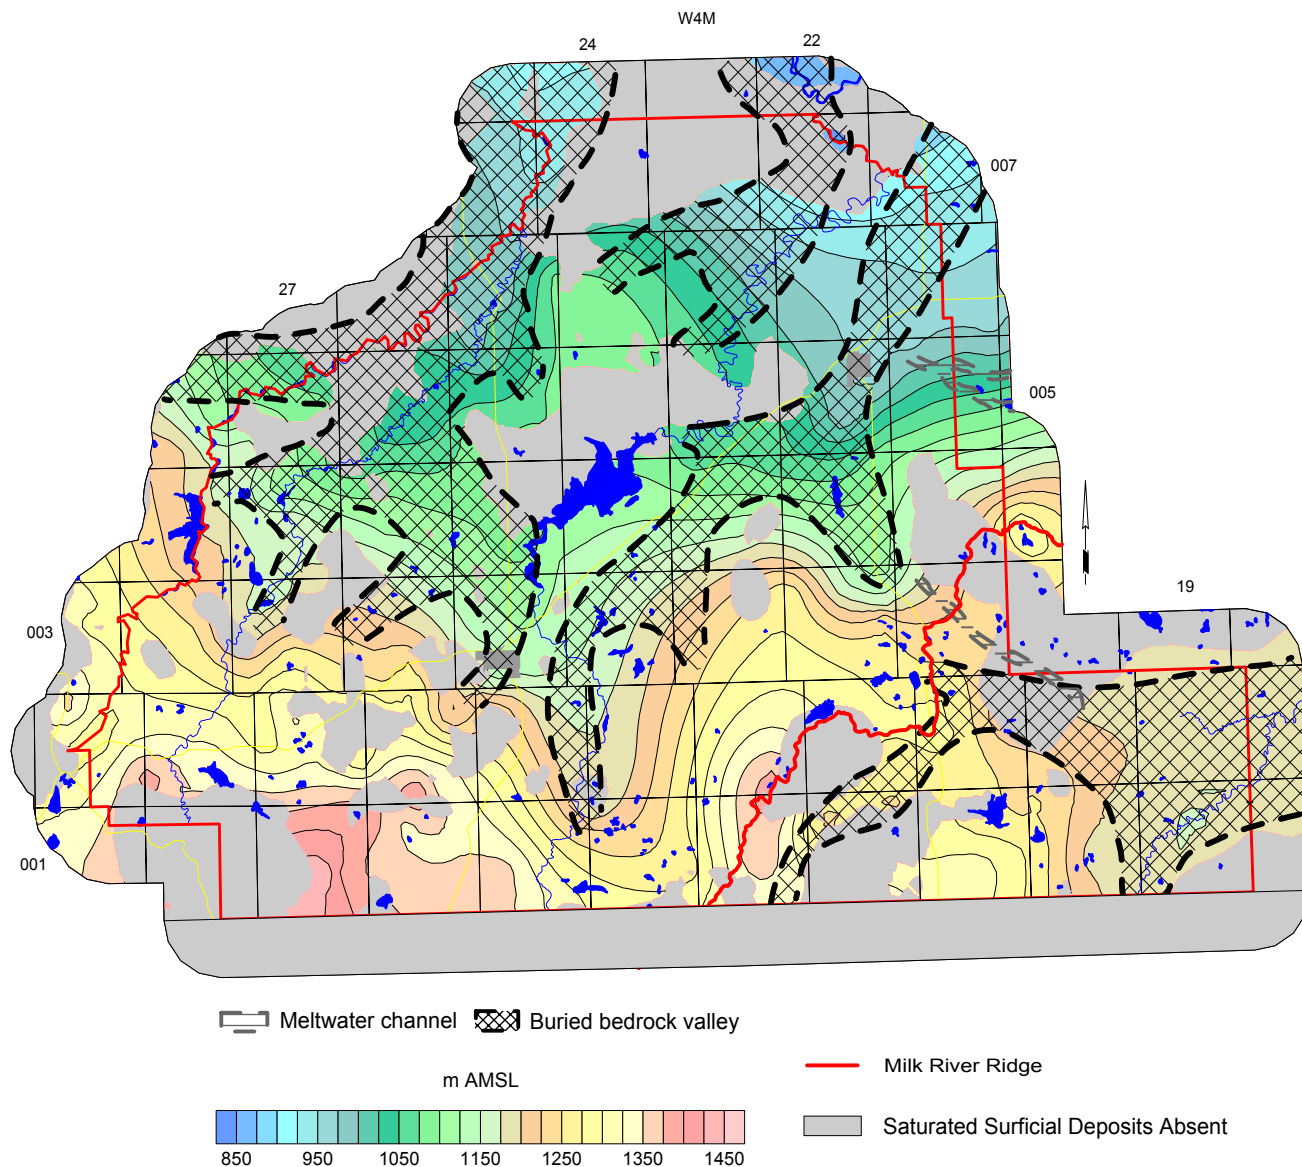 W4M
24
22
007
27
005
19
003
001
Meltwater channel
Buried bedrock valley
Milk River Ridge
m AMSL
Saturated Surficial Deposits Absent
850 950 1050 1150 1250 1350 1450